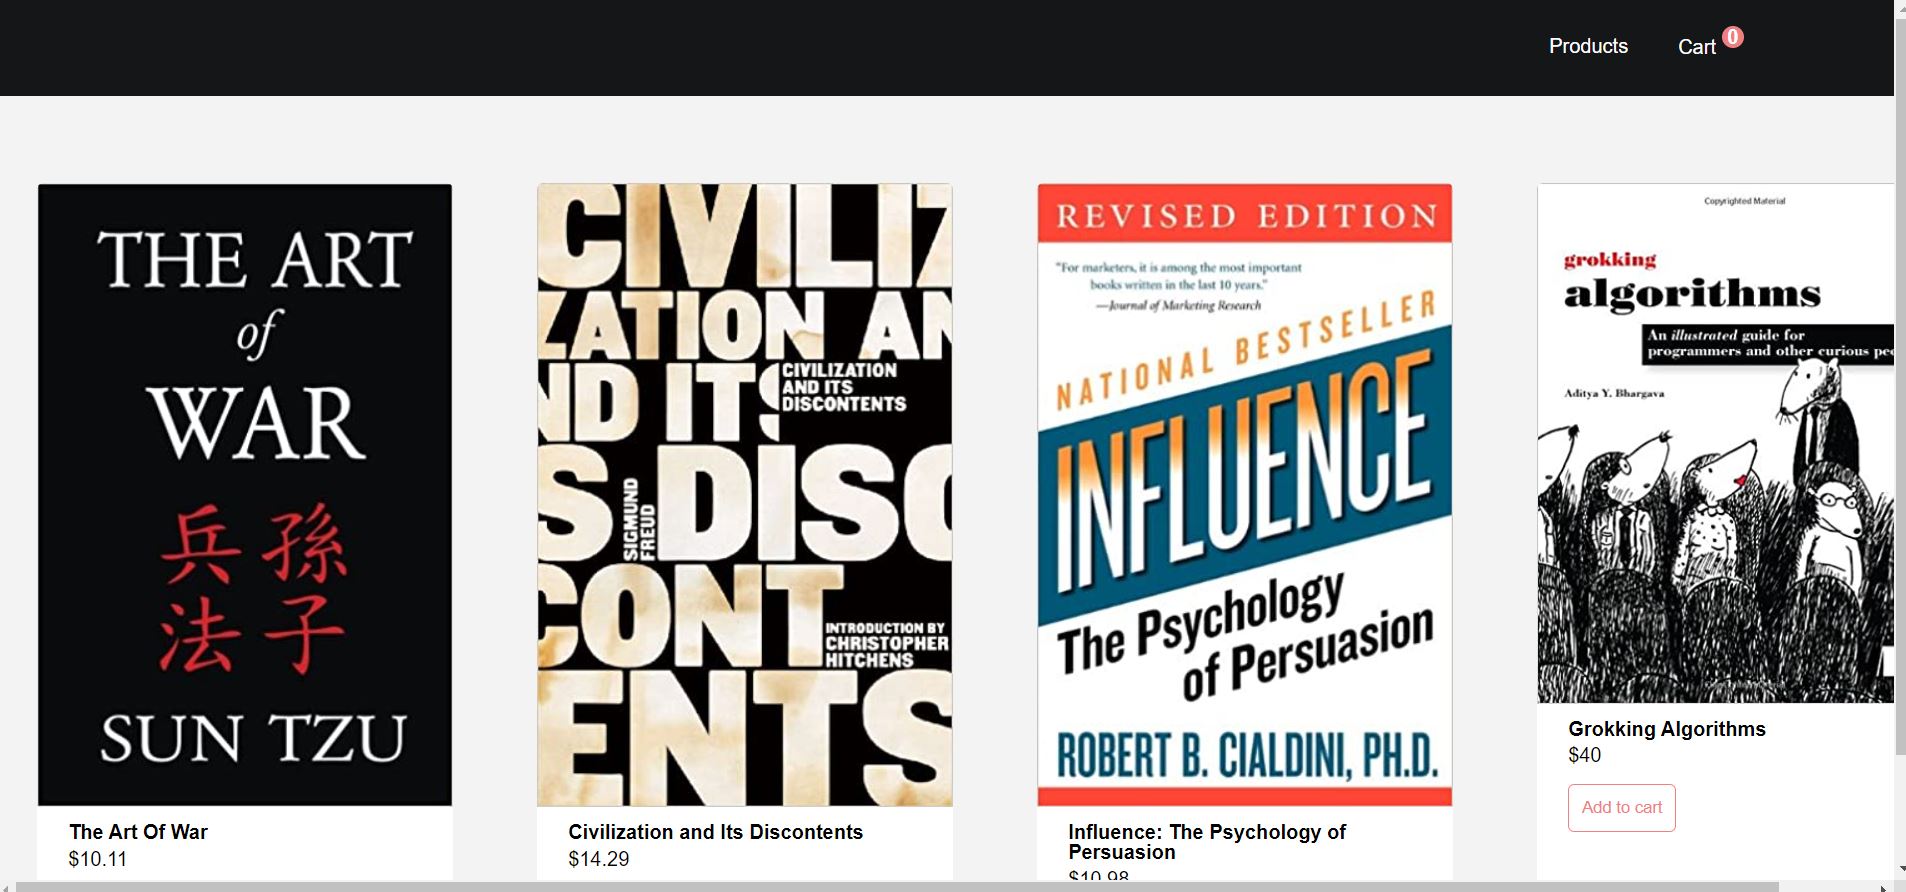 Products
Cart 0
THE ART
of
WAR
兵 孫
法 子
SUN TZU
The Art Of War
$10.11
CIVILIZ
ZATION AN
ND ITS
CIVILIZATION
AND ITS
DISCONTENTS
S DISC
SIGMUND
FREUD
CONT
INTRODUCTION BY
CHRISTOPHER
HITCHENS
ENTS
Civilization and Its Discontents
$14.29
REVISED EDITION
"For marketers, it is among the most important
books written in the last 10 years."
—Journal of Marketing Research
NATIONAL BESTSELLER
INFLUENCE
The Psychology
of Persuasion
ROBERT B. CIALDINI, PH.D.
Influence: The Psychology of
Persuasion
$10.98
Copyrighted Material
grokking
algorithms
An illustrated guide for
programmers and other curious
Aditya Y. Bhargava
Grokking Algorithms
$40
Add to cart